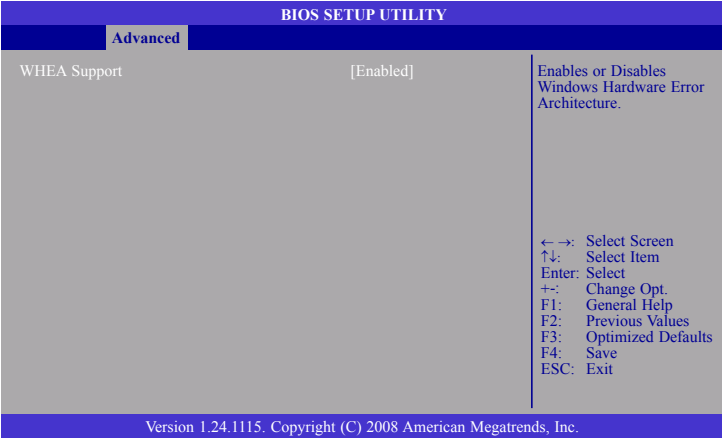 BIOS SETUP UTILITY
Advanced
WHEA Support [Enabled]
Enables or Disables
Windows Hardware Error
Architecture.
← →: Select Screen
↑↓: Select Item
Enter: Select
+-: Change Opt.
F1: General Help
F2: Previous Values
F3: Optimized Defaults
F4: Save
ESC: Exit
Version 1.24.1115. Copyright (C) 2008 American Megatrends, Inc.